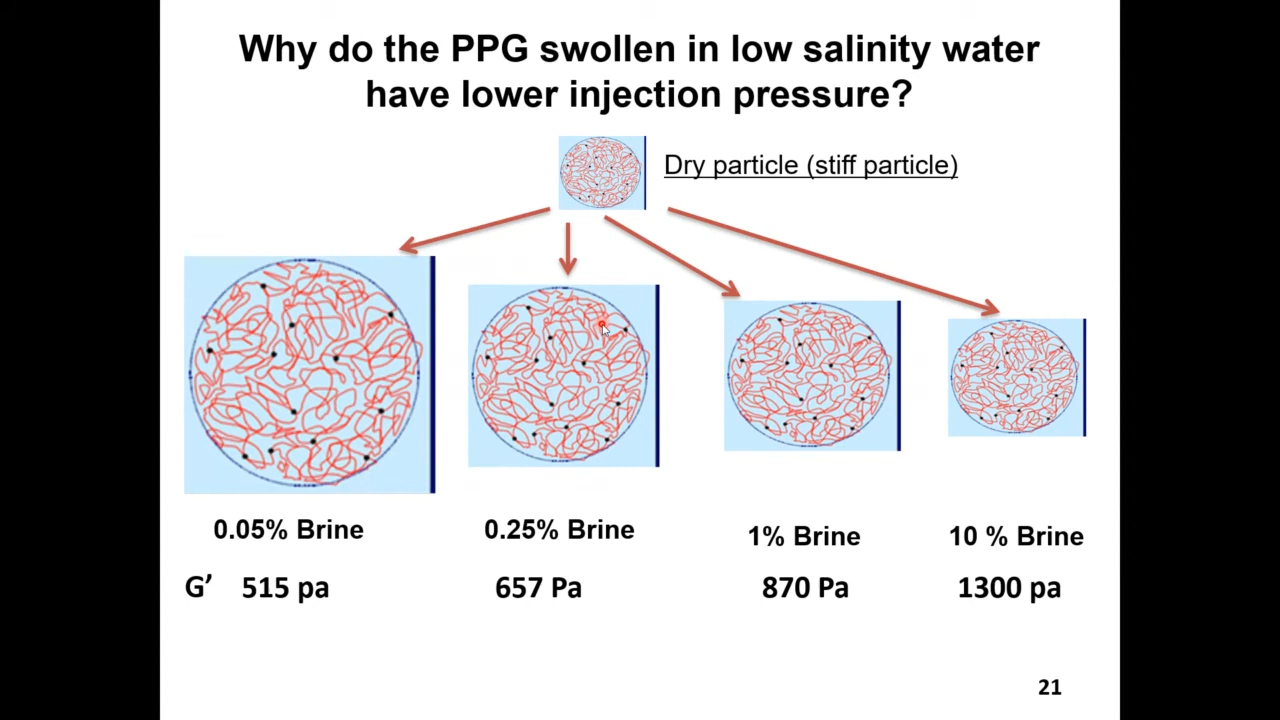 Why do the PPG swollen in low salinity water
have lower injection pressure?
Dry particle (stiff particle)
0.05% Brine
0.25% Brine
1% Brine
10 % Brine
G’ 515 pa
657 Pa
870 Pa
1300 pa
21